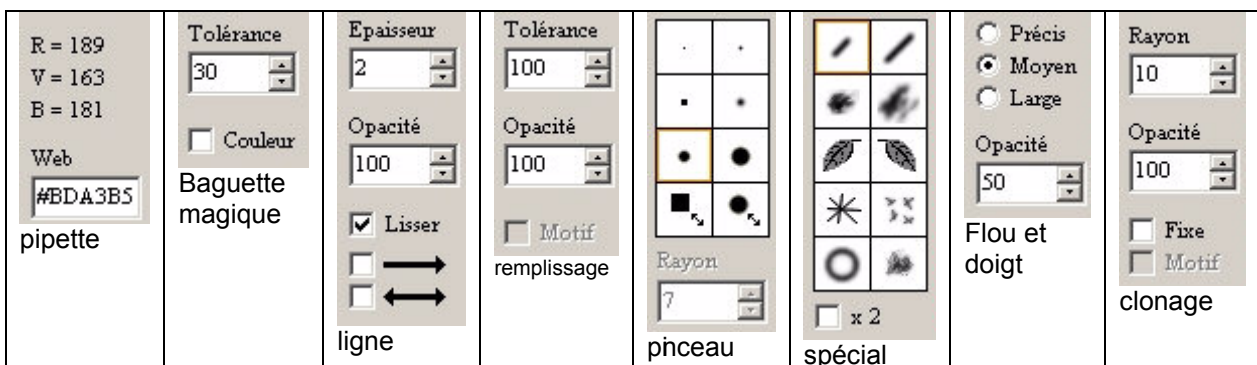 R = 189
V = 163
B = 181
Web
#BDA3B5
pipette
Tolérance
30
Couleur
Baguette
magique
Epaisseur
2
Opacité
100
Lisser
ligne
Tolérance
100
Opacité
100
Motif
remplissage
Rayon
7
pinceau
x 2
spécial
Précis
Moyen
Large
Opacité
50
Flou et
doigt
Rayon
10
Opacité
100
Fixe
Motif
clonage